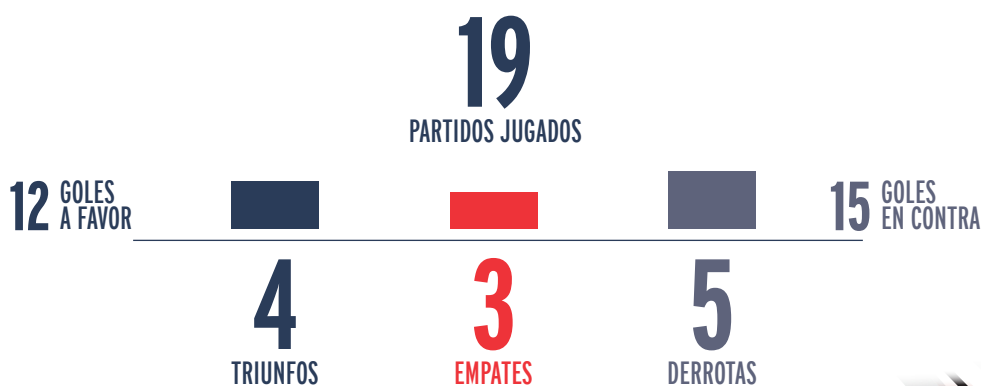 19
PARTIDOS JUGADOS
12 GOLES
A FAVOR
15 GOLES
EN CONTRA
4
TRIUNFOS
3
EMPATES
5
DERROTAS